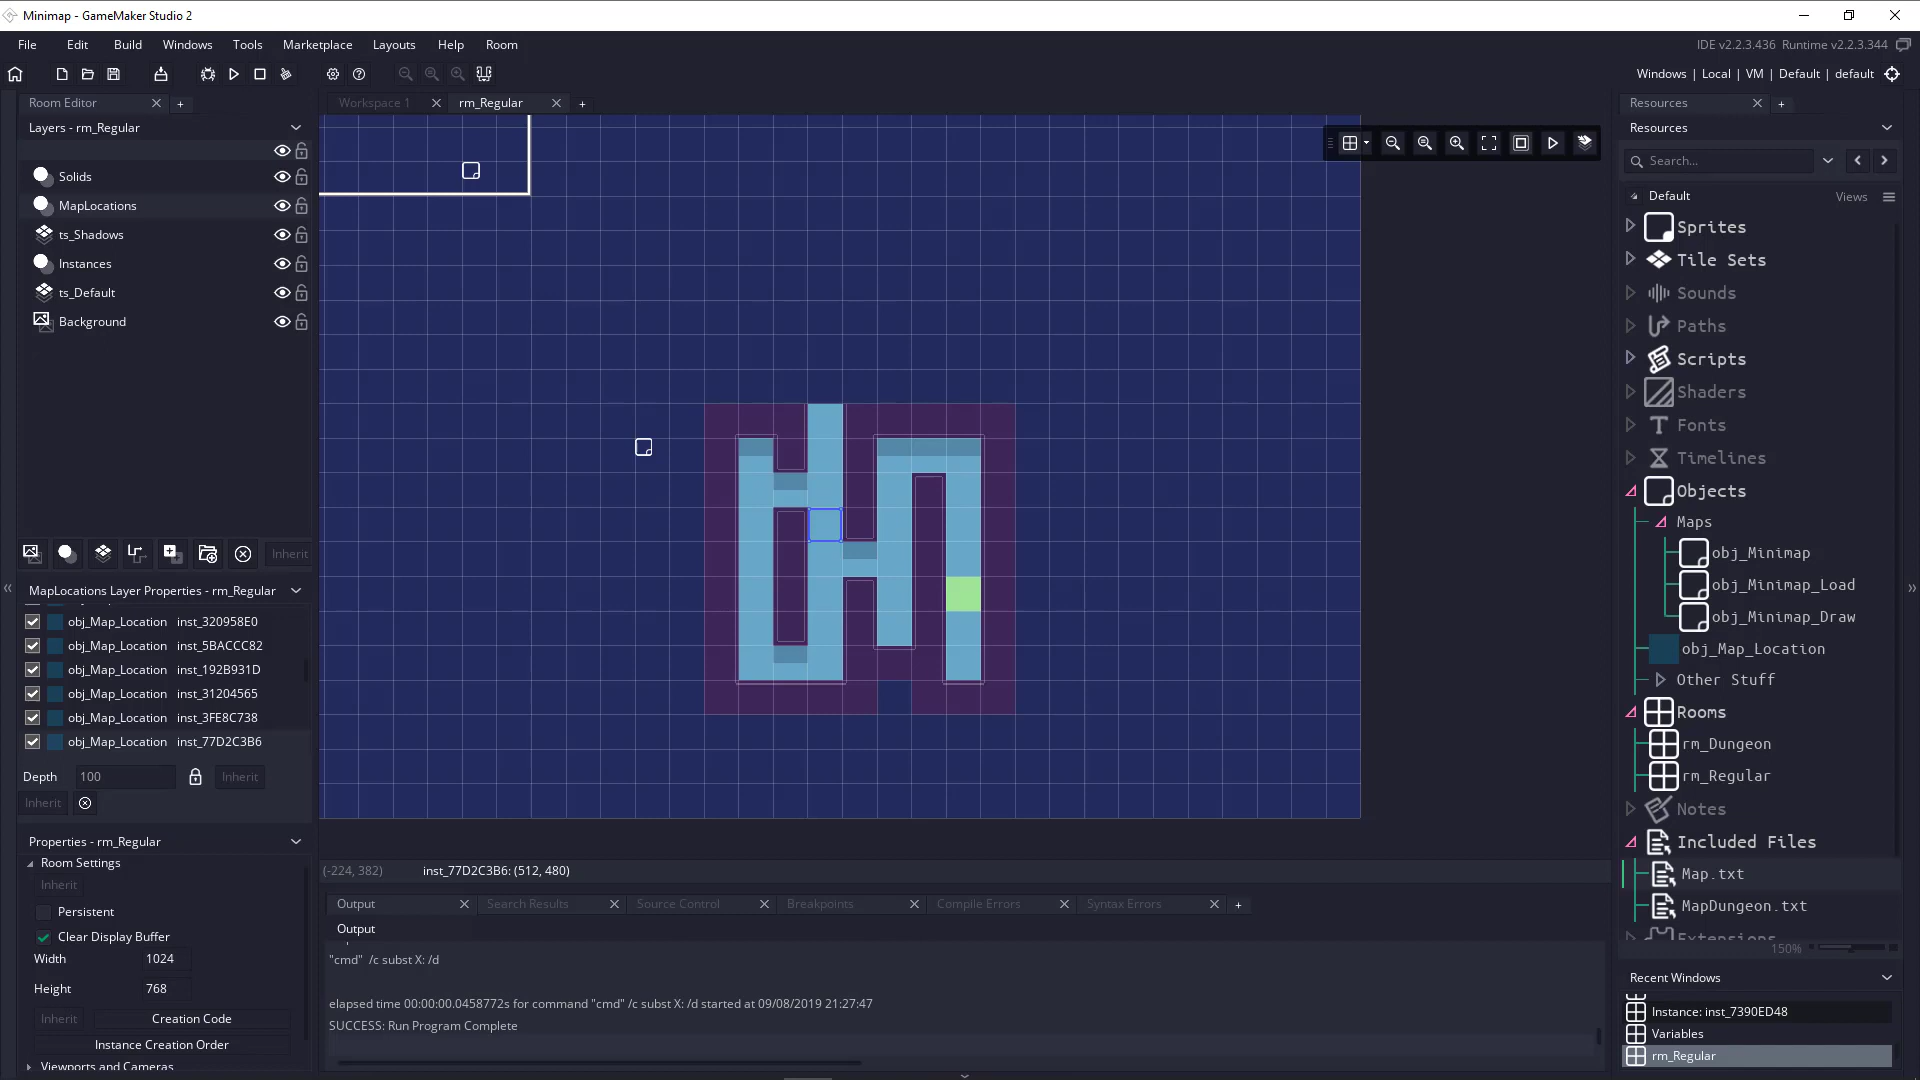 Minimap - GameMaker Studio 2
File Edit Build Windows Tools Marketplace Layouts Help Room
IDE v2.2.3.436 Runtime v2.2.3.344
Windows | Local | VM | Default | default
Room Editor
Layers - rm_Regular
Solids
MapLocations
ts_Shadows
Instances
ts_Default
Background
Inherit
MapLocations Layer Properties - rm_Regular
obj_Map_Location inst_320958E0
obj_Map_Location inst_5BACCC82
obj_Map_Location inst_192B931D
obj_Map_Location inst_31204565
obj_Map_Location inst_3FE8C738
obj_Map_Location inst_77D2C3B6
Depth 100 Inherit
Inherit
Properties - rm_Regular
Room Settings
Inherit
Persistent
Clear Display Buffer
Width 1024
Height 768
Inherit Creation Code
Instance Creation Order
Viewports and Cameras
Workspace 1 rm_Regular
(-224, 382) inst_77D2C3B6: (512, 480)
Output Search Results Source Control Breakpoints Compile Errors Syntax Errors
Output
"cmd" /c subst X: /d
elapsed time 00:00:00.0458772s for command "cmd" /c subst X: /d started at 09/08/2019 21:27:47
SUCCESS: Run Program Complete
Resources
Resources
Search...
Default Views
Sprites
Tile Sets
Sounds
Paths
Scripts
Shaders
Fonts
Timelines
Objects
Maps
obj_Minimap
obj_Minimap_Load
obj_Minimap_Draw
obj_Map_Location
Other Stuff
Rooms
rm_Dungeon
rm_Regular
Notes
Included Files
Map.txt
MapDungeon.txt
Extensions
150%
Recent Windows
Instance: inst_7390ED48
Variables
rm_Regular